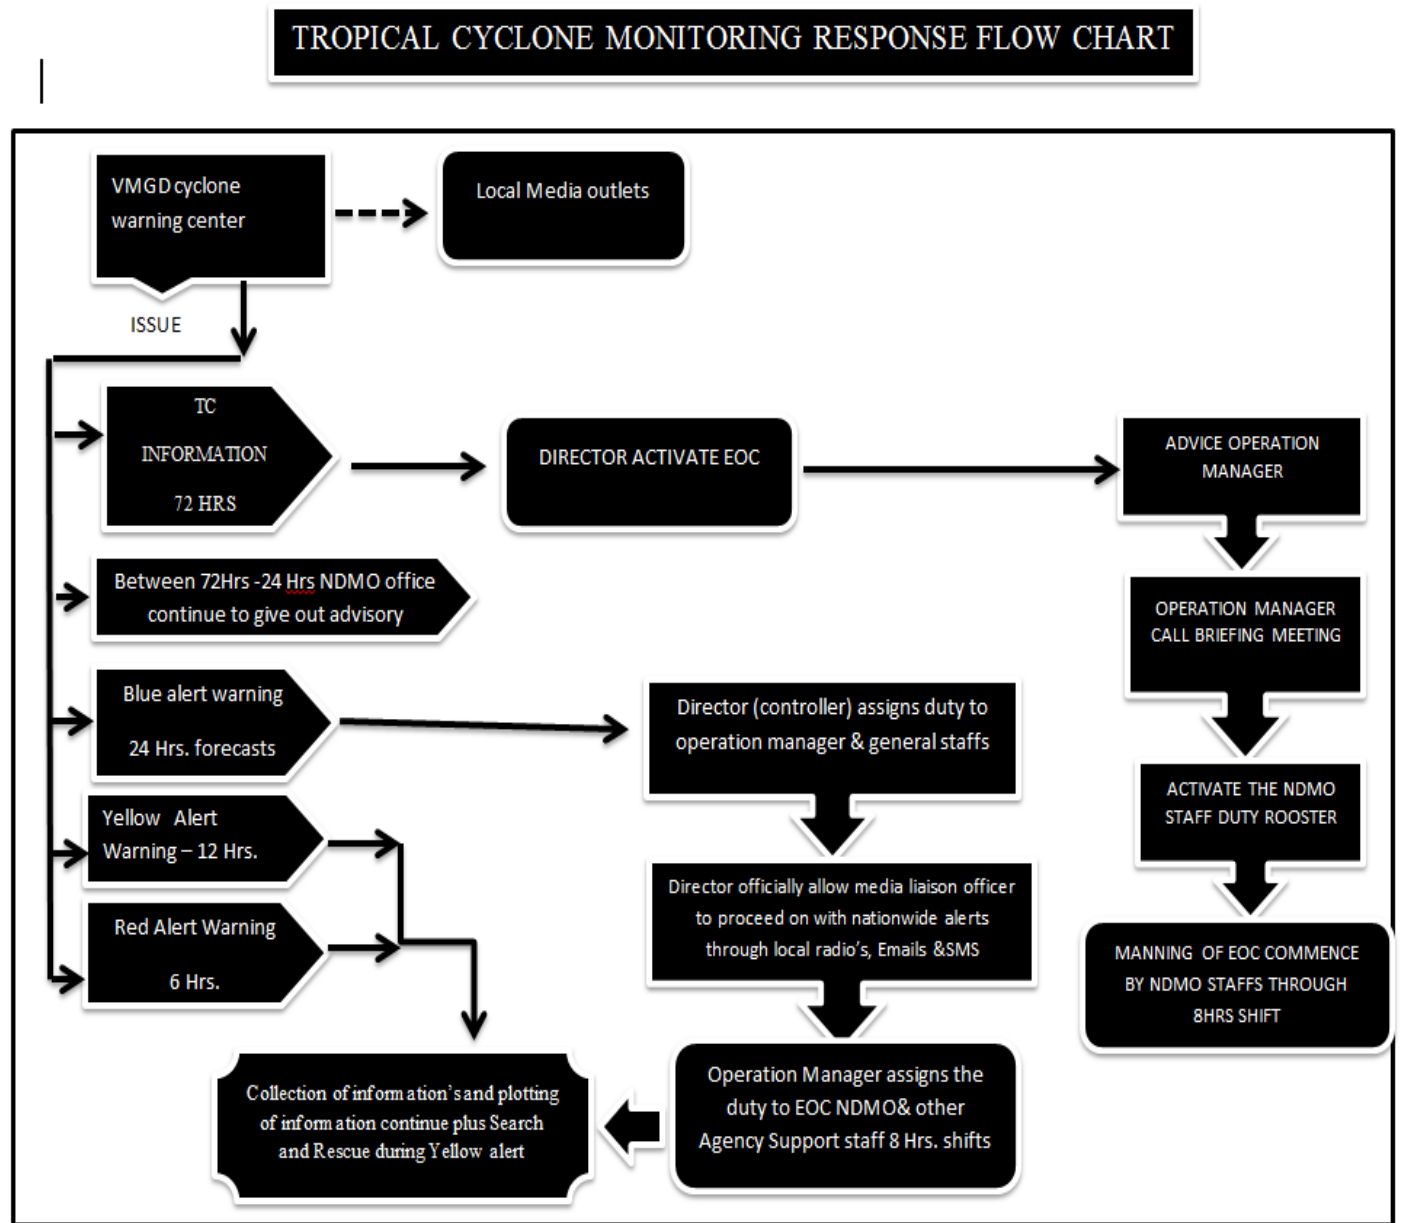 TROPICAL CYCLONE MONITORING RESPONSE FLOW CHART
VMGD cyclone
warning center
Local Media outlets
ISSUE
TC
INFORMATION
72 HRS
DIRECTOR ACTIVATE EOC
ADVICE OPERATION
MANAGER
OPERATION MANAGER
CALL BRIEFING MEETING
ACTIVATE THE NDMO
STAFF DUTY ROOSTER
MANNING OF EOC COMMENCE
BY NDMO STAFFS THROUGH
8HRS SHIFT
Between 72Hrs -24 Hrs NDMO office
continue to give out advisory
Blue alert warning
24 Hrs. forecasts
Director (controller) assigns duty to
operation manager & general staffs
Director officially allow media liaison officer
to proceed on with nationwide alerts
through local radio's, Emails &SMS
Operation Manager assigns the
duty to EOC NDMO& other
Agency Support staff 8 Hrs. shifts
Yellow Alert
Warning – 12 Hrs.
Red Alert Warning
6 Hrs.
Collection of information's and plotting
of information continue plus Search
and Rescue during Yellow alert